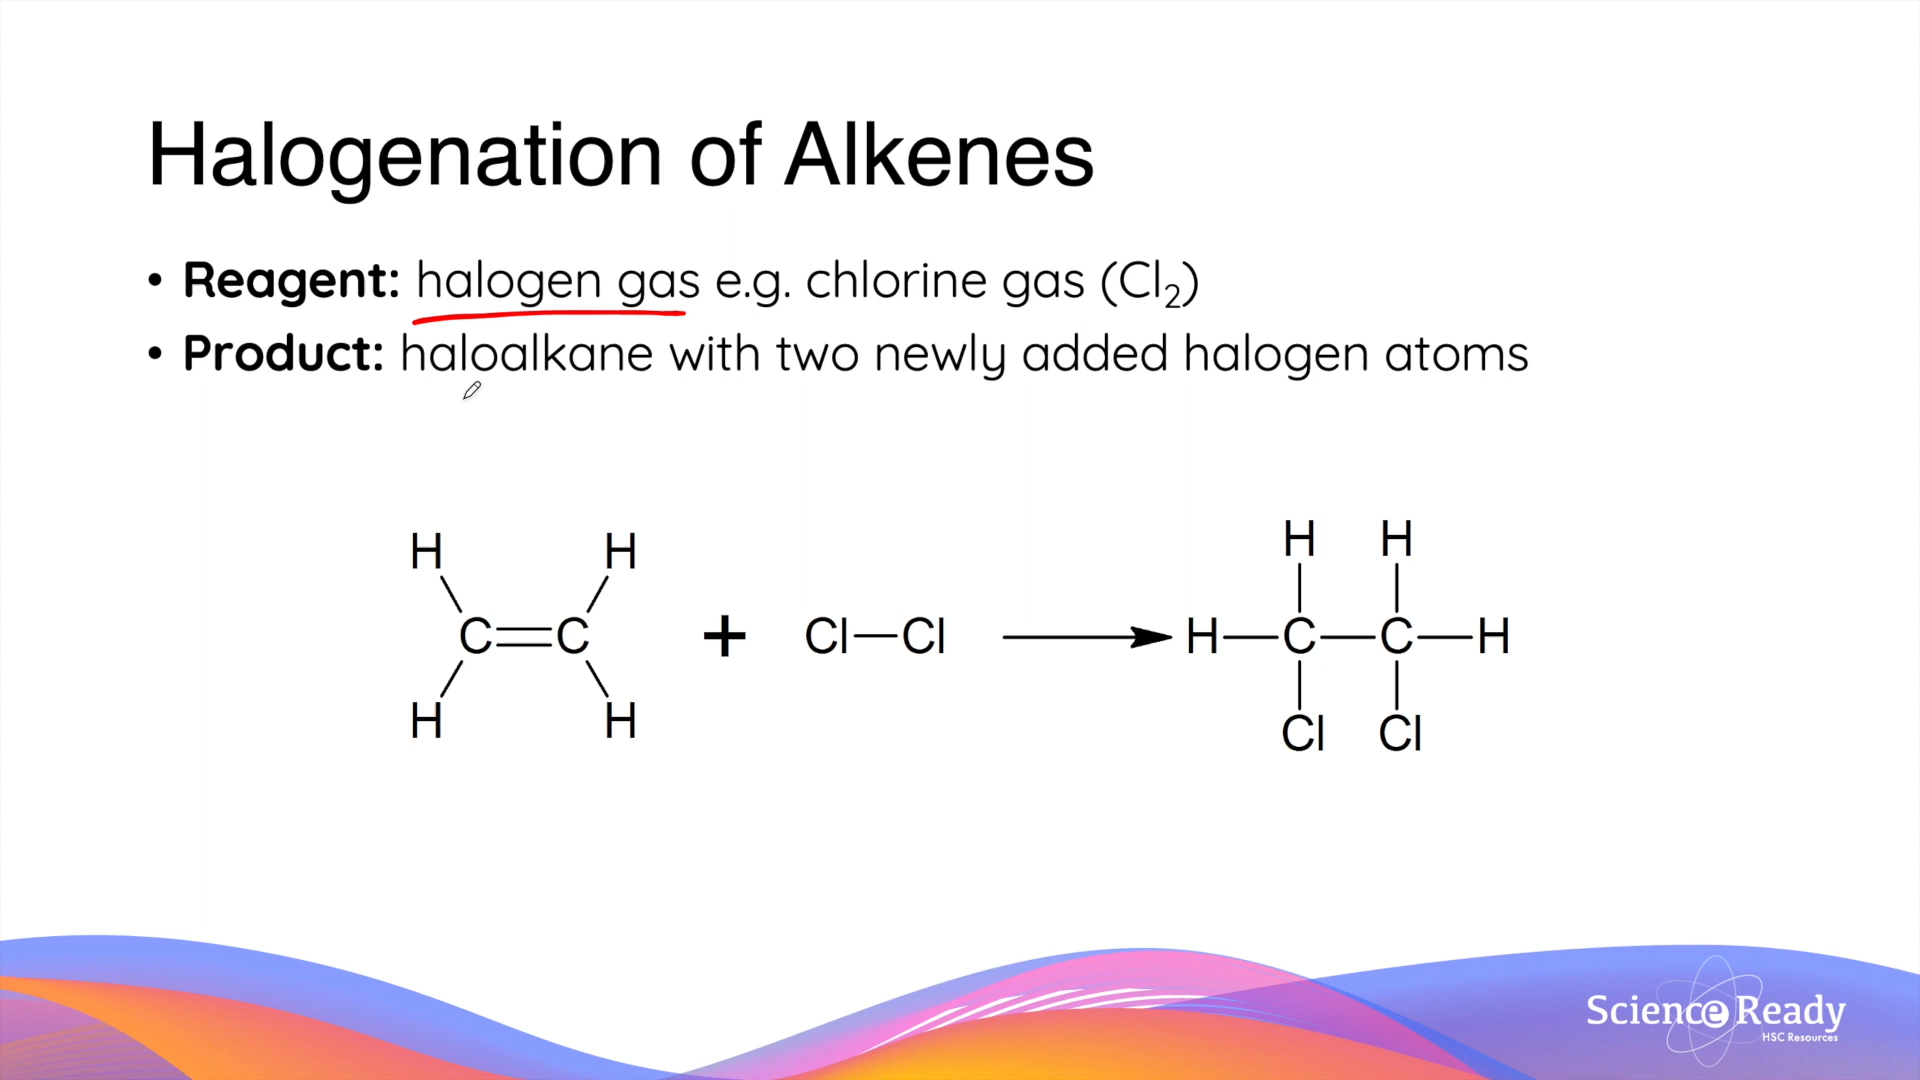 Halogenation of Alkenes
• Reagent: halogen gas e.g. chlorine gas (Cl₂)
• Product: haloalkane with two newly added halogen atoms
H H
H H
C=C + Cl—Cl → H—C—C—H
H H
Cl Cl
Science Ready
HSC Resources